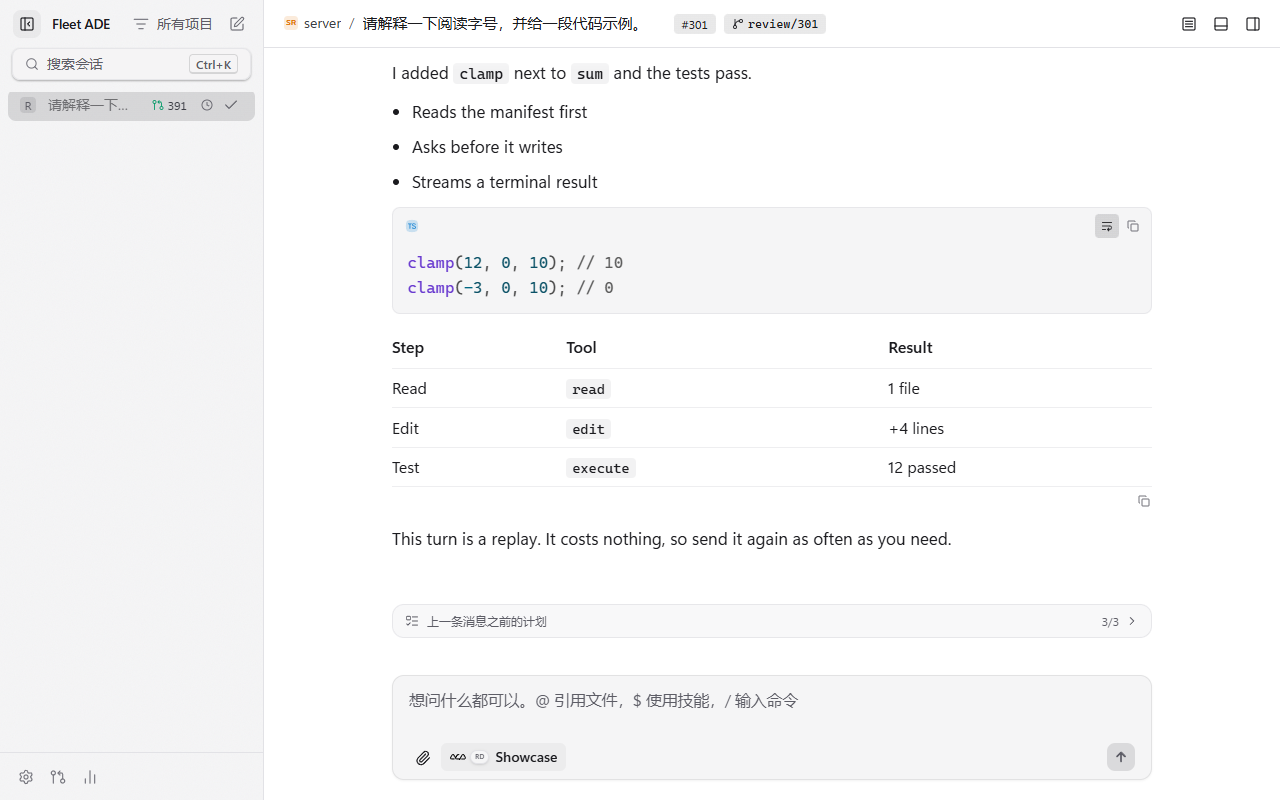 Fleet ADE
所有项目
搜索会话
Ctrl+K
R 请解释一下... 391
SR server / 请解释一下阅读字号，并给一段代码示例。 #301 review/301
I added clamp next to sum and the tests pass.
• Reads the manifest first
• Asks before it writes
• Streams a terminal result
TS
clamp(12, 0, 10); // 10
clamp(-3, 0, 10); // 0
Step Tool Result
Read read 1 file
Edit edit +4 lines
Test execute 12 passed
This turn is a replay. It costs nothing, so send it again as often as you need.
上一条消息之前的计划 3/3
想问什么都可以。@ 引用文件，$ 使用技能，/ 输入命令
RD Showcase